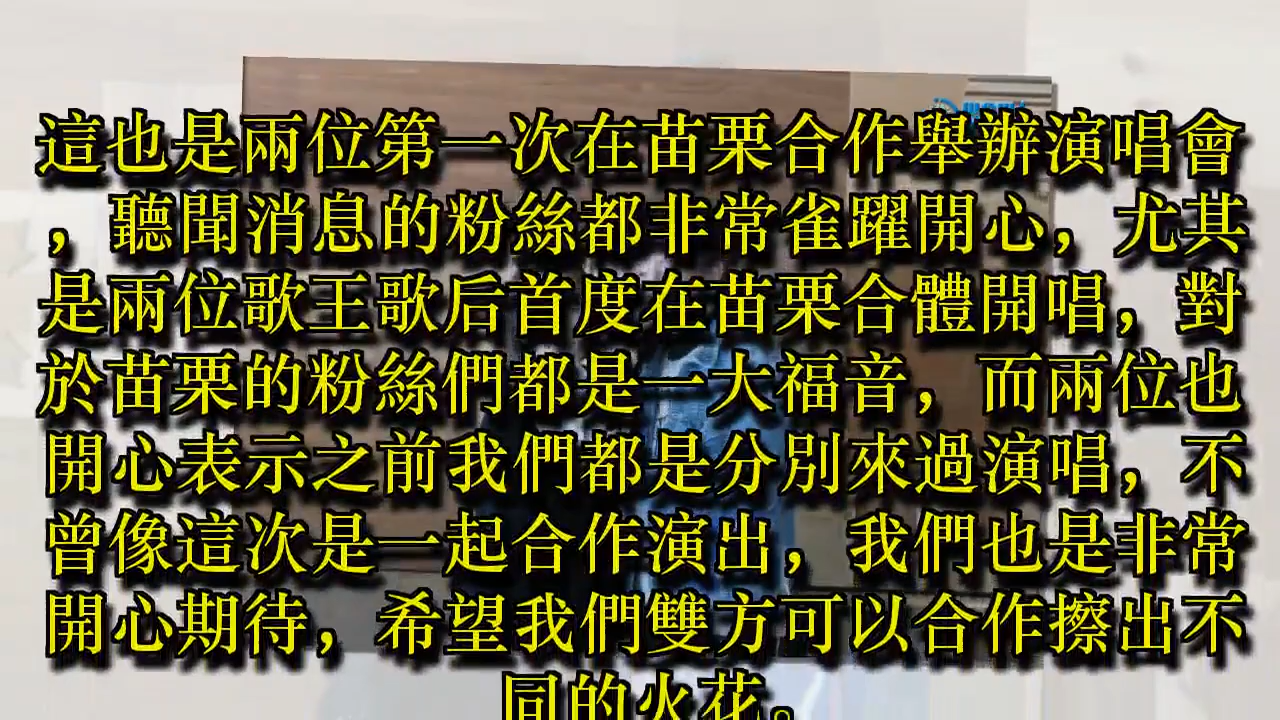 這也是兩位第一次在苗栗合作舉辦演唱會
，聽聞消息的粉絲都非常雀躍開心，尤其
是兩位歌王歌后首度在苗栗合體開唱，對
於苗栗的粉絲們都是一大福音，而兩位也
開心表示之前我們都是分別來過演唱，不
曾像這次是一起合作演出，我們也是非常
開心期待，希望我們雙方可以合作擦出不
同的火花。